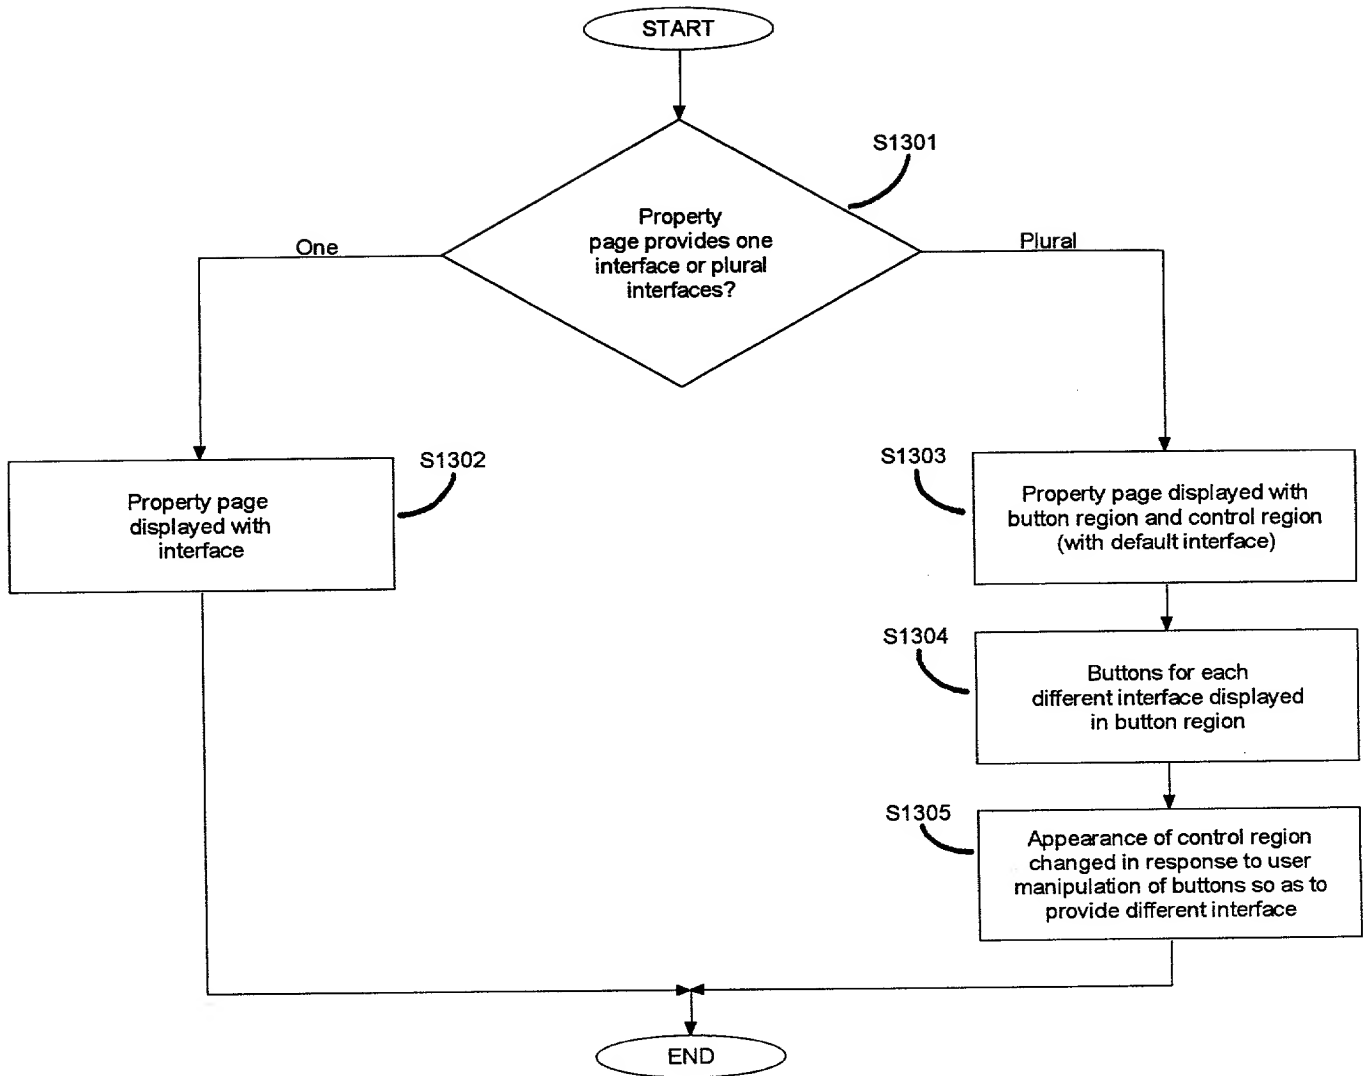 START
S1301
Property
page provides one
interface or plural
interfaces?
One
Plural
S1302
Property page
displayed with
interface
S1303
Property page displayed with
button region and control region
(with default interface)
S1304
Buttons for each
different interface displayed
in button region
S1305
Appearance of control region
changed in response to user
manipulation of buttons so as to
provide different interface
END